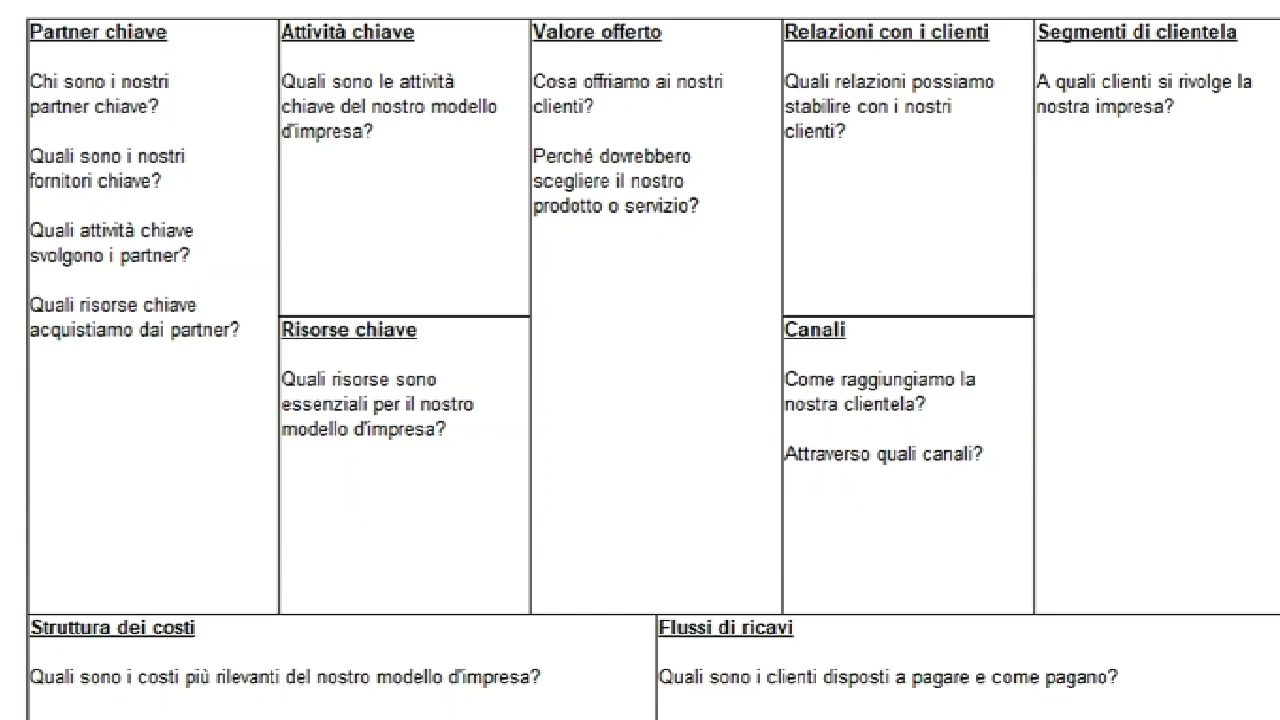 Partner chiave
Chi sono i nostri
partner chiave?
Quali sono i nostri
fornitori chiave?
Quali attività chiave
svolgono i partner?
Quali risorse chiave
acquistiamo dai partner?
Attività chiave
Quali sono le attività
chiave del nostro modello
d'impresa?
Risorse chiave
Quali risorse sono
essenziali per il nostro
modello d'impresa?
Valore offerto
Cosa offriamo ai nostri
clienti?
Perché dovrebbero
scegliere il nostro
prodotto o servizio?
Relazioni con i clienti
Quali relazioni possiamo
stabilire con i nostri
clienti?
Canali
Come raggiungiamo la
nostra clientela?
Attraverso quali canali?
Segmenti di clientela
A quali clienti si rivolge la
nostra impresa?
Struttura dei costi
Quali sono i costi più rilevanti del nostro modello d'impresa?
Flussi di ricavi
Quali sono i clienti disposti a pagare e come pagano?